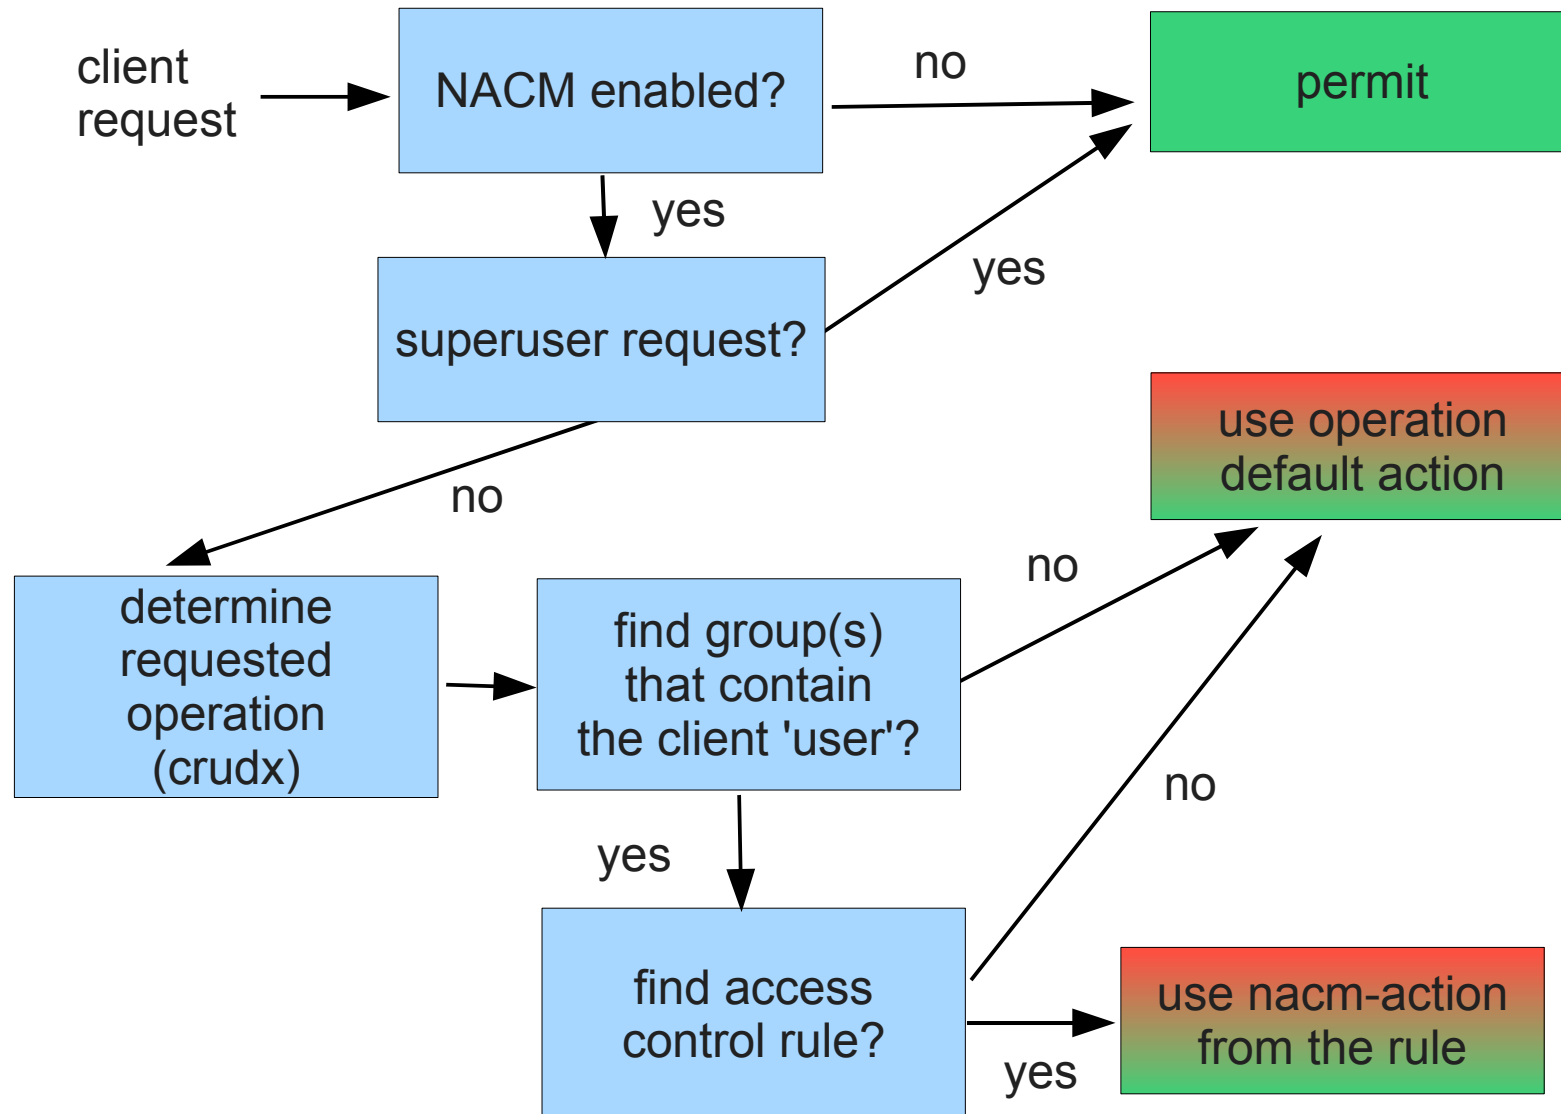 client
request
NACM enabled?
no
permit
yes
superuser request?
yes
no
use operation
default action
determine
requested
operation
(crudx)
find group(s)
that contain
the client 'user'?
no
yes
no
find access
control rule?
yes
use nacm-action
from the rule